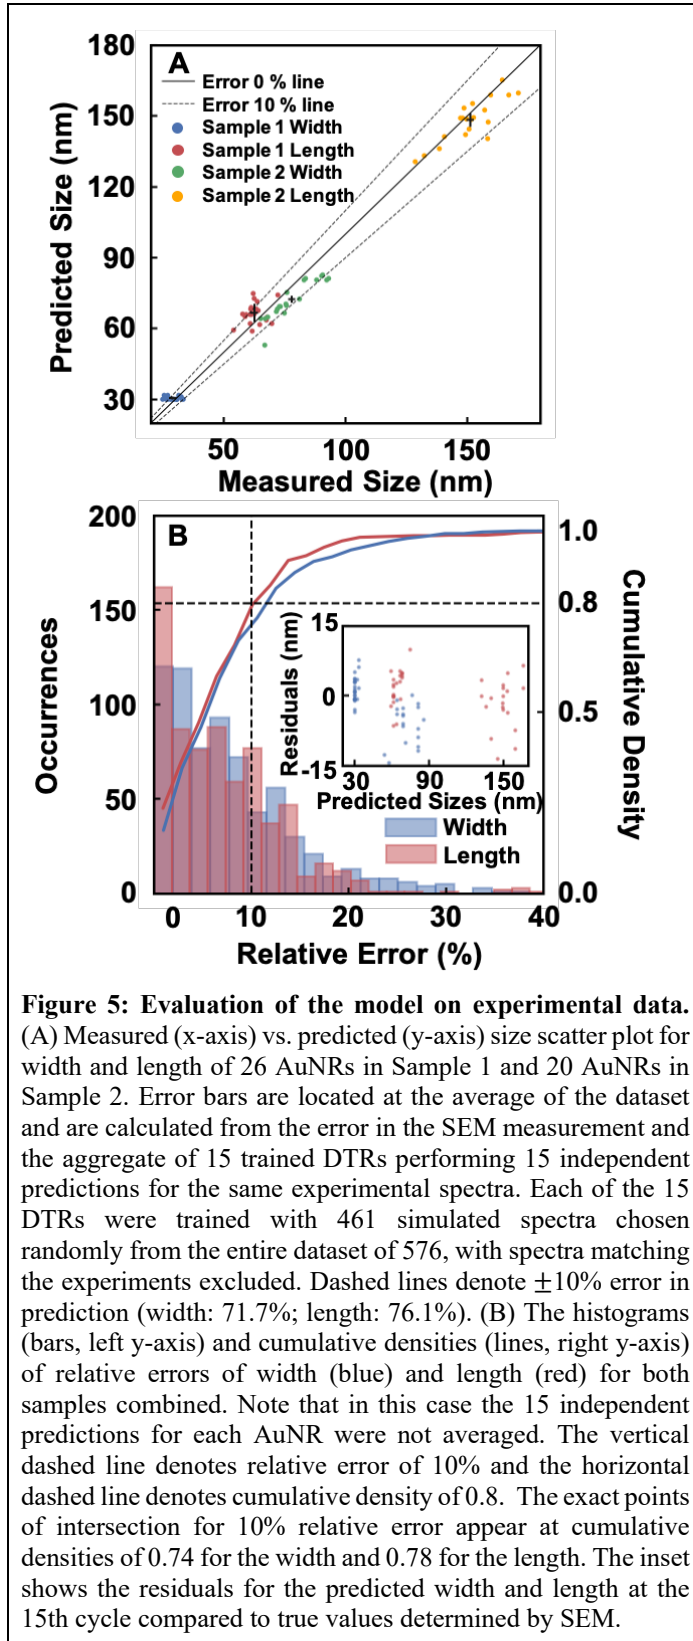 180
150
120
90
60
30
Predicted Size (nm)
A
Error 0 % line
Error 10 % line
Sample 1 Width
Sample 1 Length
Sample 2 Width
Sample 2 Length
50 100 150
Measured Size (nm)
200
150
100
50
0
Occurrences
B
1.0
0.8
0.5
0.0
Cumulative Density
15
0
-15
Residuals (nm)
30 90 150
Predicted Sizes (nm)
Width
Length
0 10 20 30 40
Relative Error (%)
Figure 5: Evaluation of the model on experimental data.
(A) Measured (x-axis) vs. predicted (y-axis) size scatter plot for
width and length of 26 AuNRs in Sample 1 and 20 AuNRs in
Sample 2. Error bars are located at the average of the dataset
and are calculated from the error in the SEM measurement and
the aggregate of 15 trained DTRs performing 15 independent
predictions for the same experimental spectra. Each of the 15
DTRs were trained with 461 simulated spectra chosen
randomly from the entire dataset of 576, with spectra matching
the experiments excluded. Dashed lines denote ±10% error in
prediction (width: 71.7%; length: 76.1%). (B) The histograms
(bars, left y-axis) and cumulative densities (lines, right y-axis)
of relative errors of width (blue) and length (red) for both
samples combined. Note that in this case the 15 independent
predictions for each AuNR were not averaged. The vertical
dashed line denotes relative error of 10% and the horizontal
dashed line denotes cumulative density of 0.8. The exact points
of intersection for 10% relative error appear at cumulative
densities of 0.74 for the width and 0.78 for the length. The inset
shows the residuals for the predicted width and length at the
15th cycle compared to true values determined by SEM.